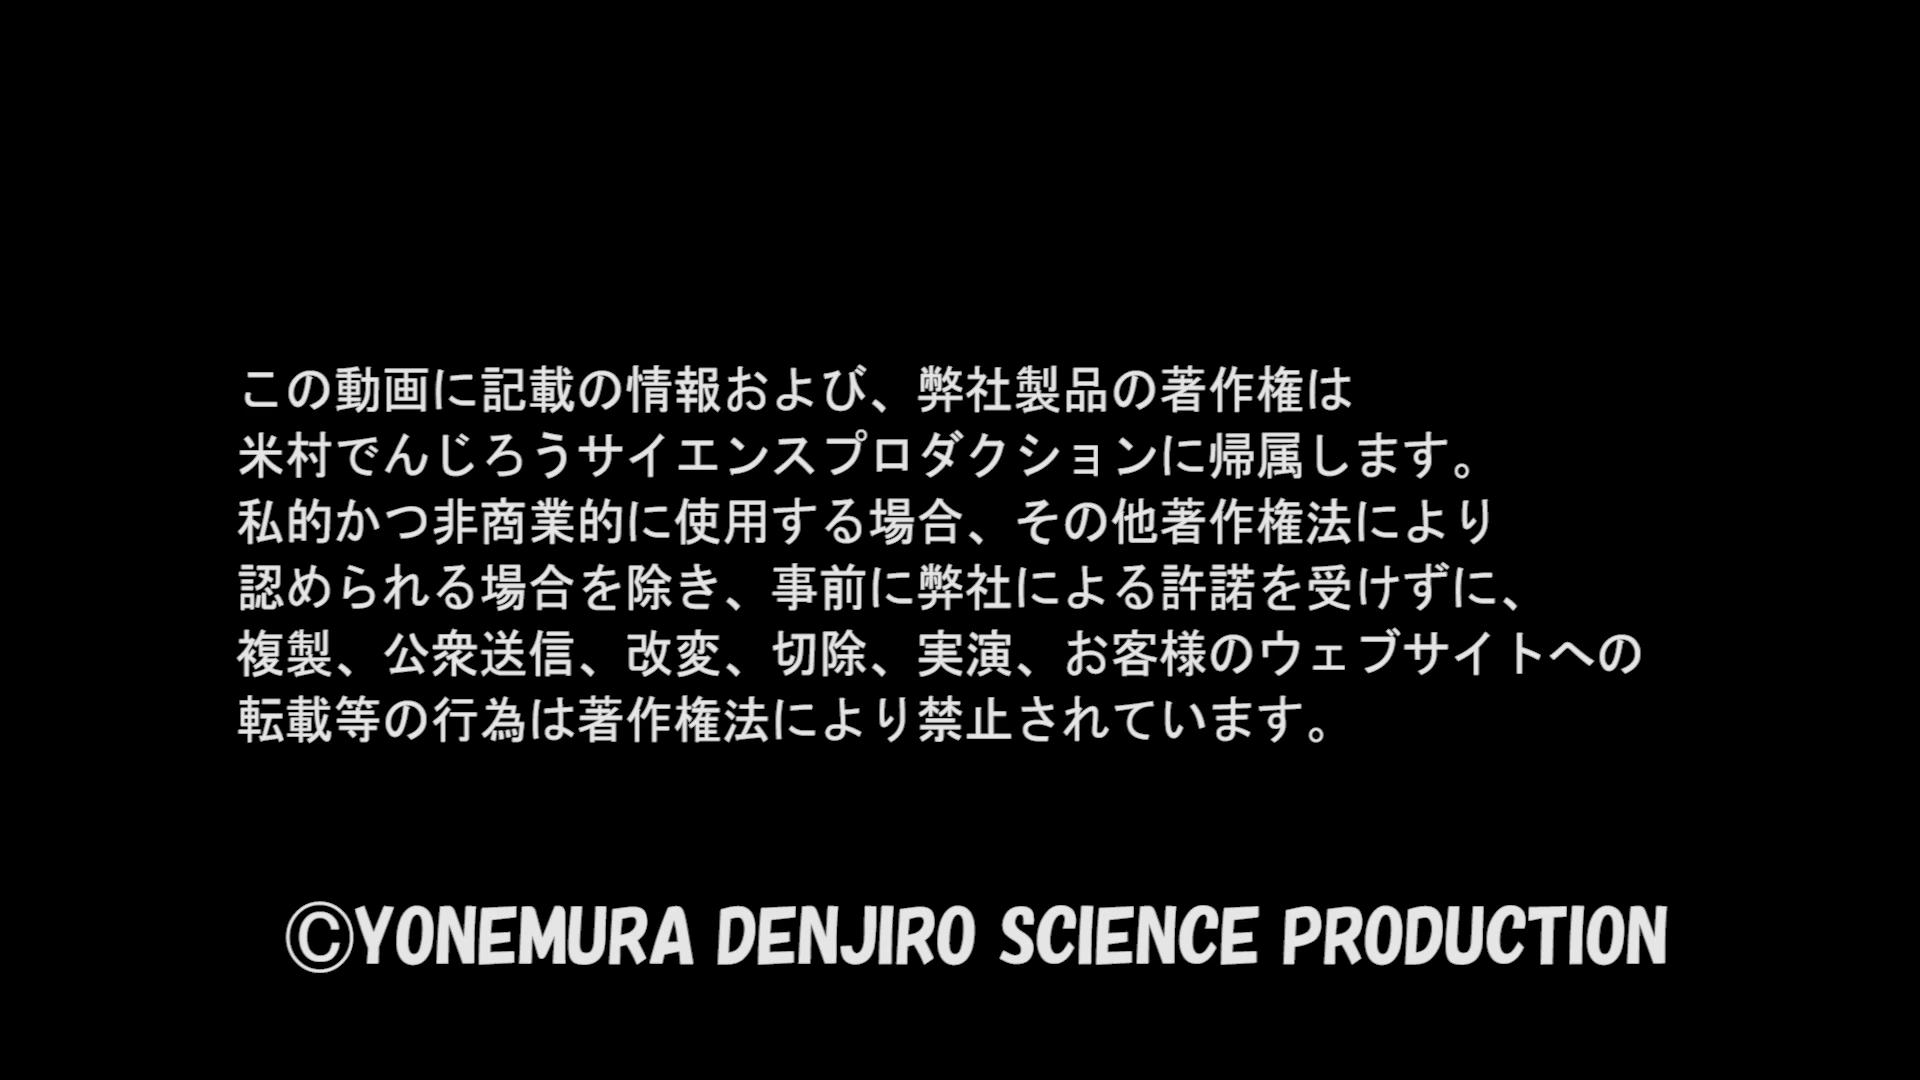 この動画に記載の情報および、弊社製品の著作権は
米村でんじろうサイエンスプロダクションに帰属します。
私的かつ非商業的に使用する場合、その他著作権法により
認められる場合を除き、事前に弊社による許諾を受けずに、
複製、公衆送信、改変、切除、実演、お客様のウェブサイトへの
転載等の行為は著作権法により禁止されています。
©YONEMURA DENJIRO SCIENCE PRODUCTION